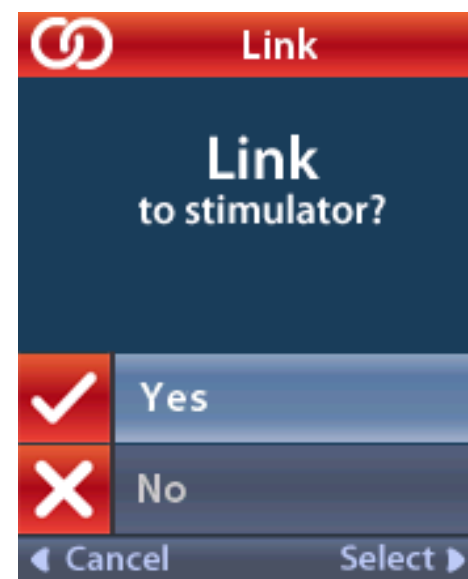 Link
Link
to stimulator?
Yes
No
Cancel Select